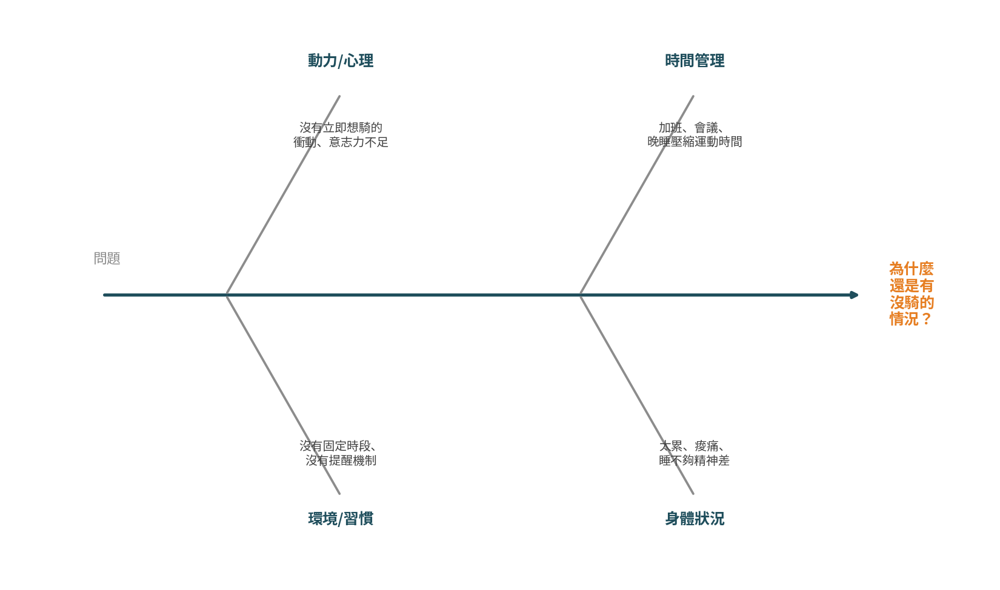 動力/心理
時間管理
沒有立即想騎的
衝動、意志力不足
加班、會議、
晚睡壓縮運動時間
問題
為什麼
還是有
沒騎的
情況？
沒有固定時段、
沒有提醒機制
太累、痠痛、
睡不夠精神差
環境/習慣
身體狀況